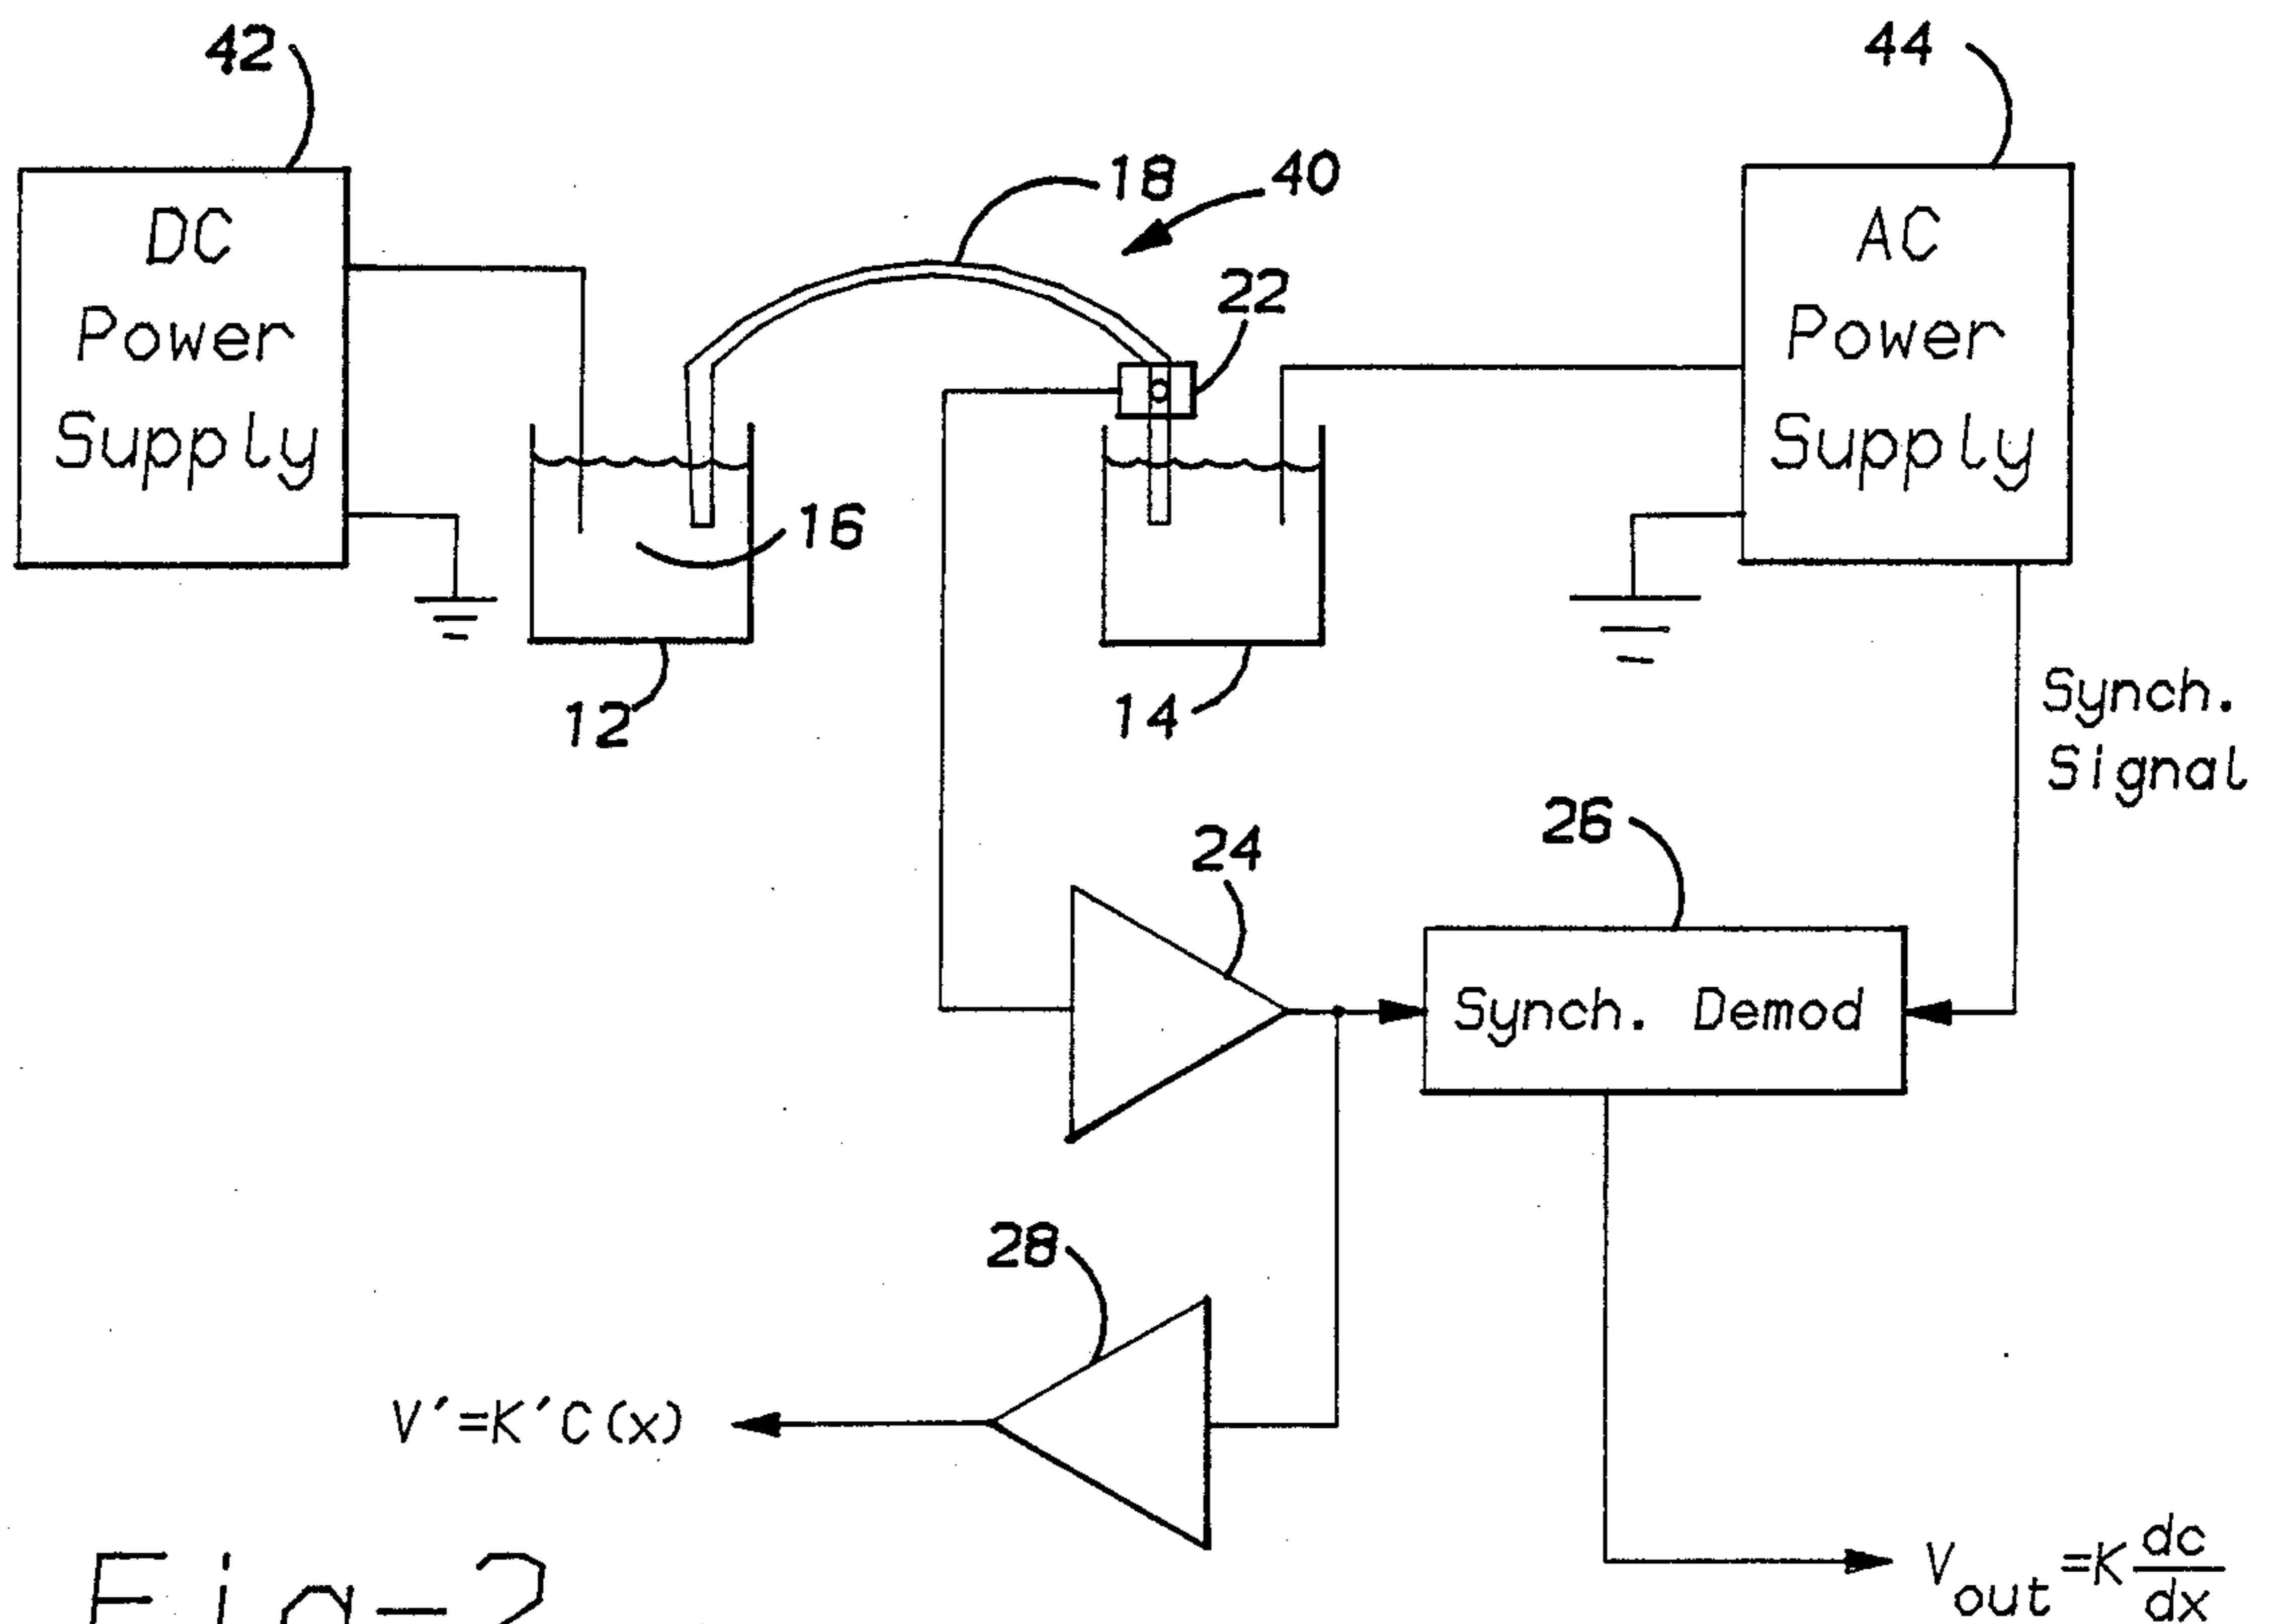 42
44
18
40
DC
Power
Supply
AC
Power
Supply
22
16
12
14
Synch.
Signal
24
26
Synch. Demod
28
V'=K'C(x)
Vout=K dc/dx
Fig-2